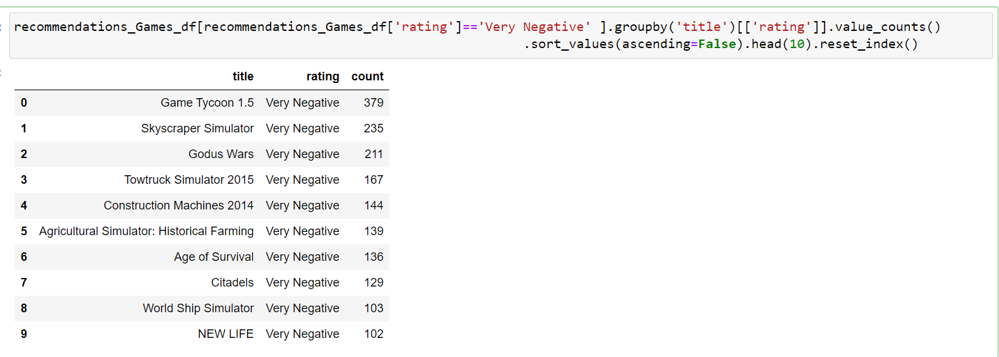 recommendations_Games_df[recommendations_Games_df['rating']=='Very Negative' ].groupby('title')[['rating']].value_counts()
.sort_values(ascending=False).head(10).reset_index()
title rating count
0 Game Tycoon 1.5 Very Negative 379
1 Skyscraper Simulator Very Negative 235
2 Godus Wars Very Negative 211
3 Towtruck Simulator 2015 Very Negative 167
4 Construction Machines 2014 Very Negative 144
5 Agricultural Simulator: Historical Farming Very Negative 139
6 Age of Survival Very Negative 136
7 Citadels Very Negative 129
8 World Ship Simulator Very Negative 103
9 NEW LIFE Very Negative 102